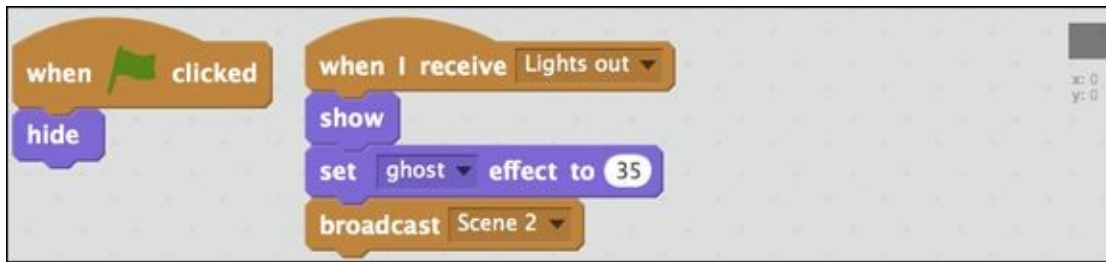 when clicked
hide
when I receive Lights out
show
set ghost effect to 35
broadcast Scene 2
x: 0
y: 0